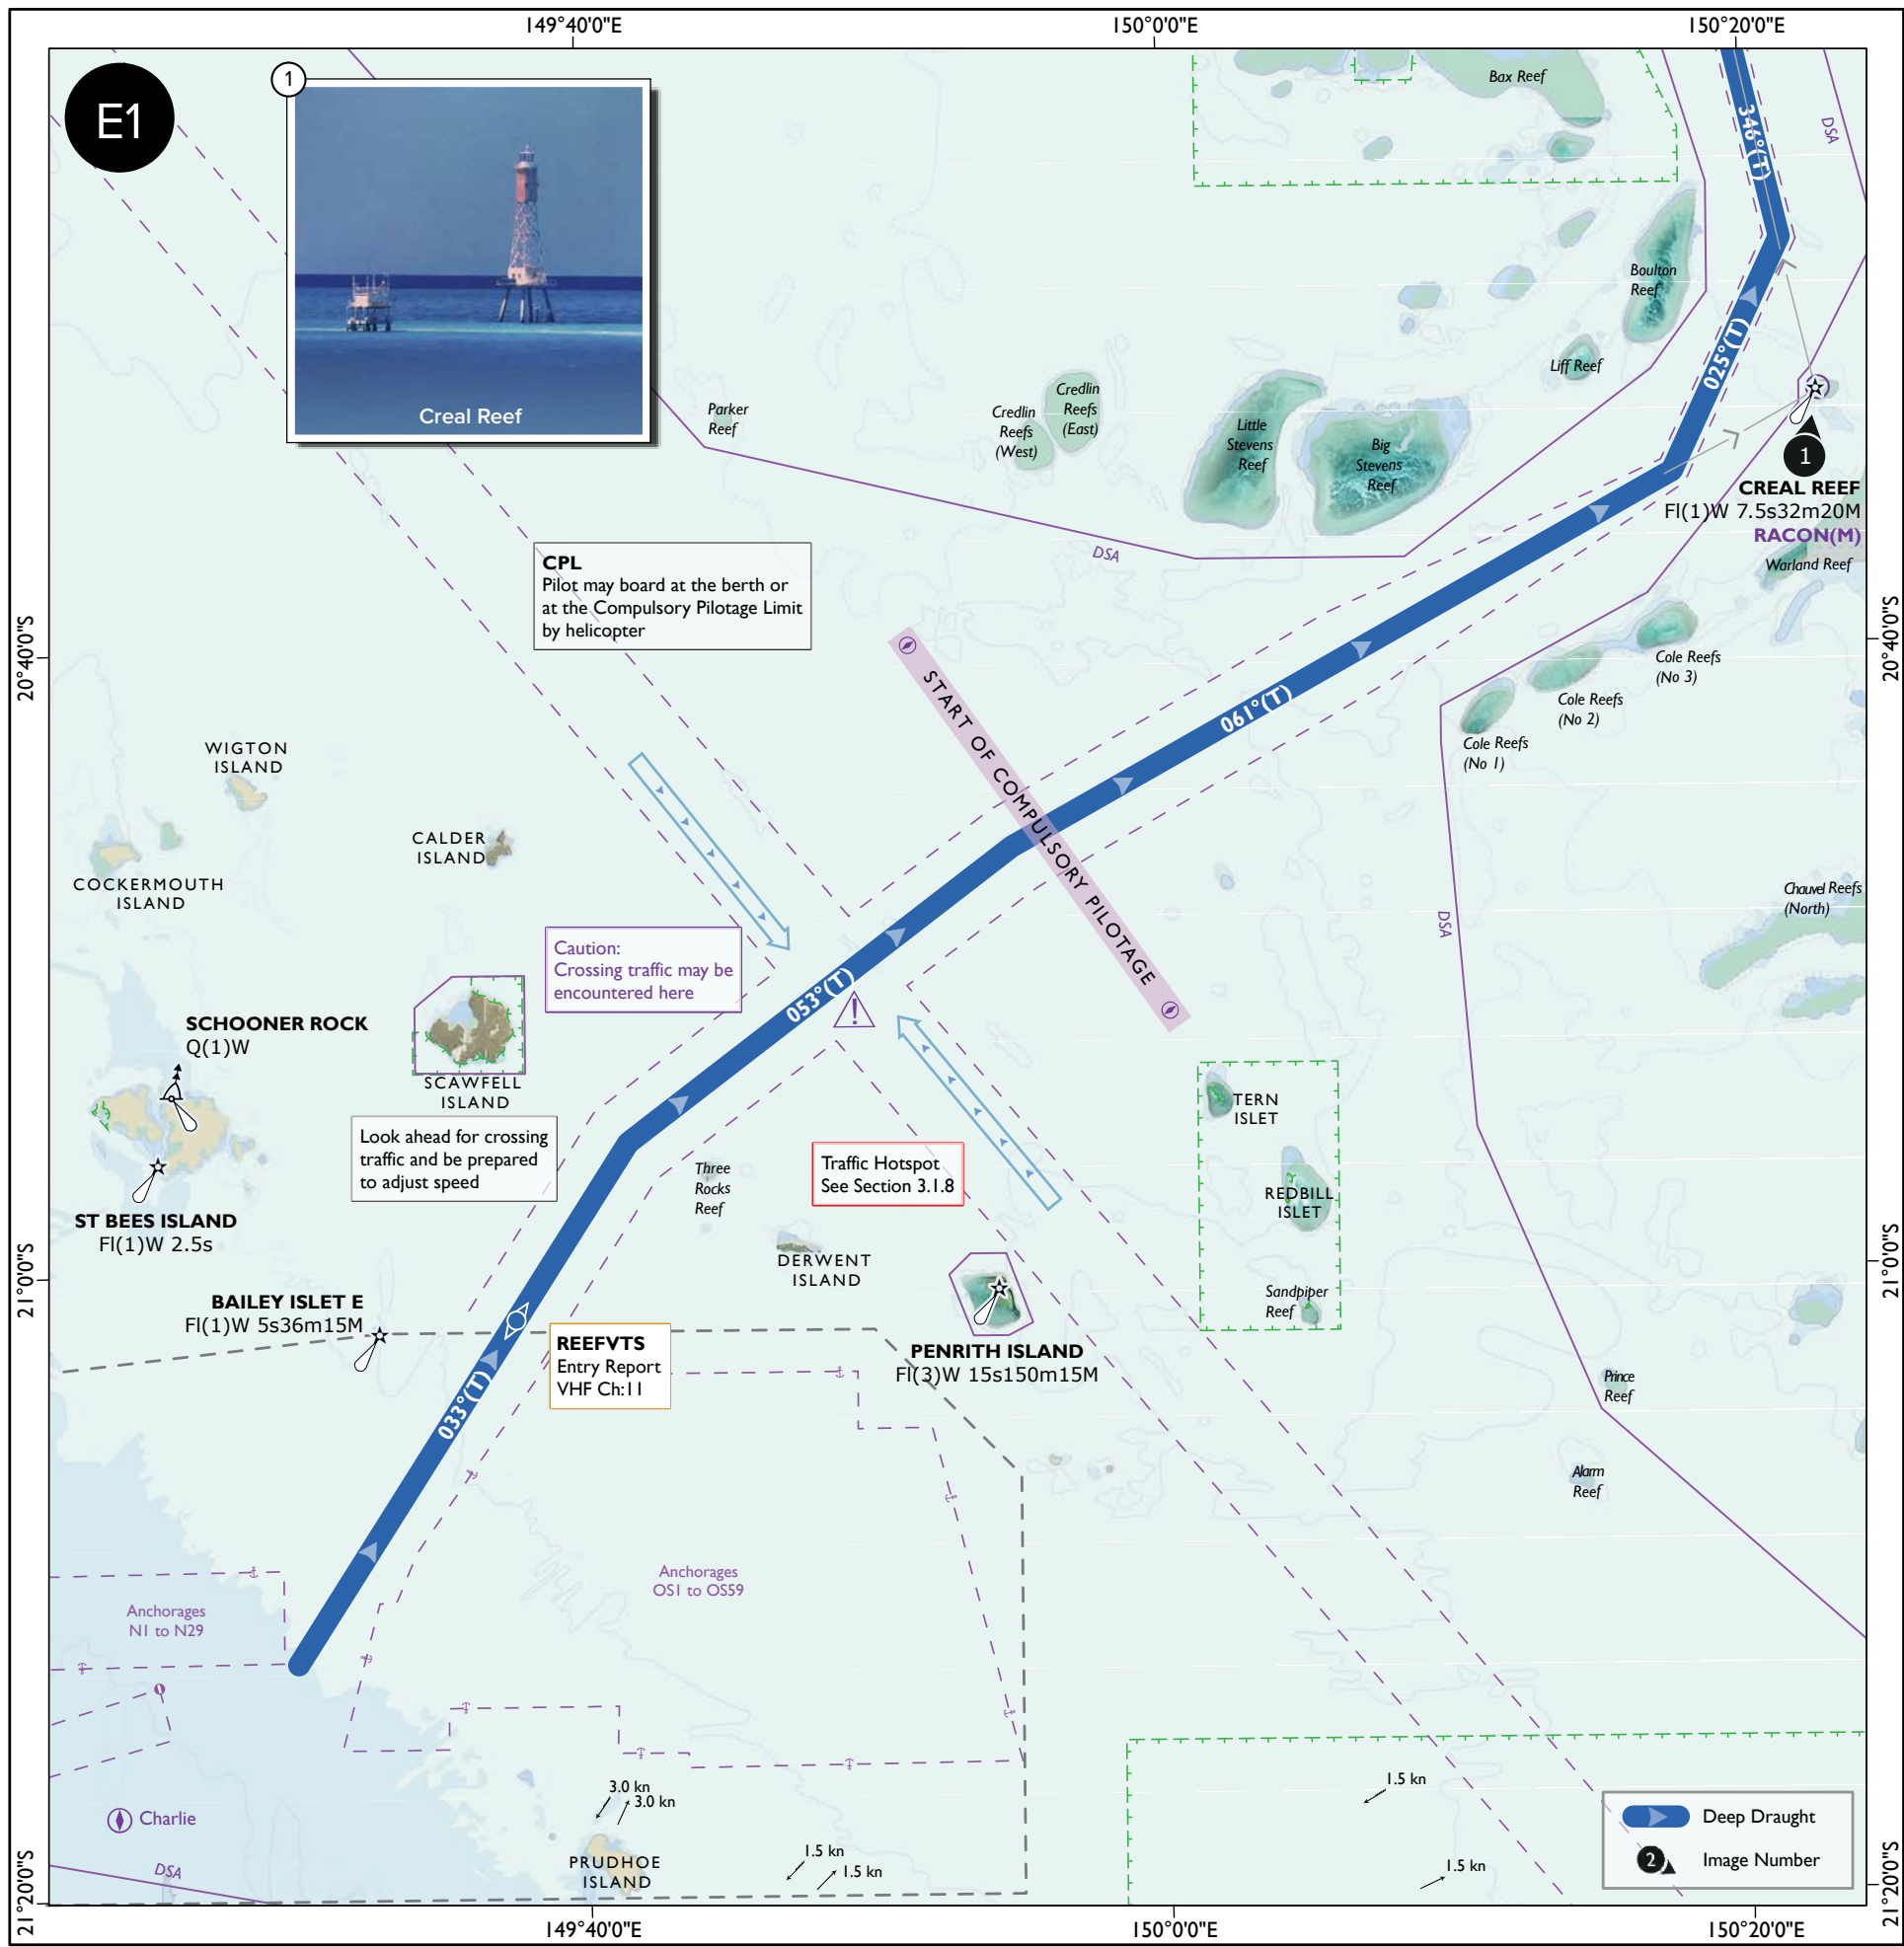 149°40'0"E
150°0'0"E
150°20'0"E
E1
1
Creal Reef
Bax Reef
DSA
346°(T)
Boulton
Reef
025°(T)
Liff Reef
Parker
Reef
Credlin
Reefs
(West)
Credlin
Reefs
(East)
Little
Stevens
Reef
Big
Stevens
Reef
1
CREAL REEF
Fl(1)W 7.5s32m20M
RACON(M)
Warland Reef
DSA
CPL
Pilot may board at the berth or
at the Compulsory Pilotage Limit
by helicopter
20°40'0"S
20°40'0"S
START OF COMPULSORY PILOTAGE
061°(T)
Cole Reefs
(No 3)
Cole Reefs
(No 2)
Cole Reefs
(No 1)
WIGTON
ISLAND
CALDER
ISLAND
COCKERMOUTH
ISLAND
Chauvel Reefs
(North)
DSA
Caution:
Crossing traffic may be
encountered here
053°(T)
SCHOONER ROCK
Q(1)W
SCAWFELL
ISLAND
TERN
ISLET
Look ahead for crossing
traffic and be prepared
to adjust speed
Three
Rocks
Reef
Traffic Hotspot
See Section 3.1.8
REDBILL
ISLET
ST BEES ISLAND
Fl(1)W 2.5s
DERWENT
ISLAND
21°0'0"S
21°0'0"S
BAILEY ISLET E
Fl(1)W 5s36m15M
Sandpiper
Reef
REEFVTS
Entry Report
VHF Ch:11
PENRITH ISLAND
Fl(3)W 15s150m15M
033°(T)
Prince
Reef
Alarm
Reef
Anchorages
OS1 to OS59
Anchorages
N1 to N29
3.0 kn
3.0 kn
1.5 kn
Charlie
DSA
PRUDHOE
ISLAND
1.5 kn
1.5 kn
1.5 kn
Deep Draught
2
Image Number
21°20'0"S
21°20'0"S
149°40'0"E
150°0'0"E
150°20'0"E